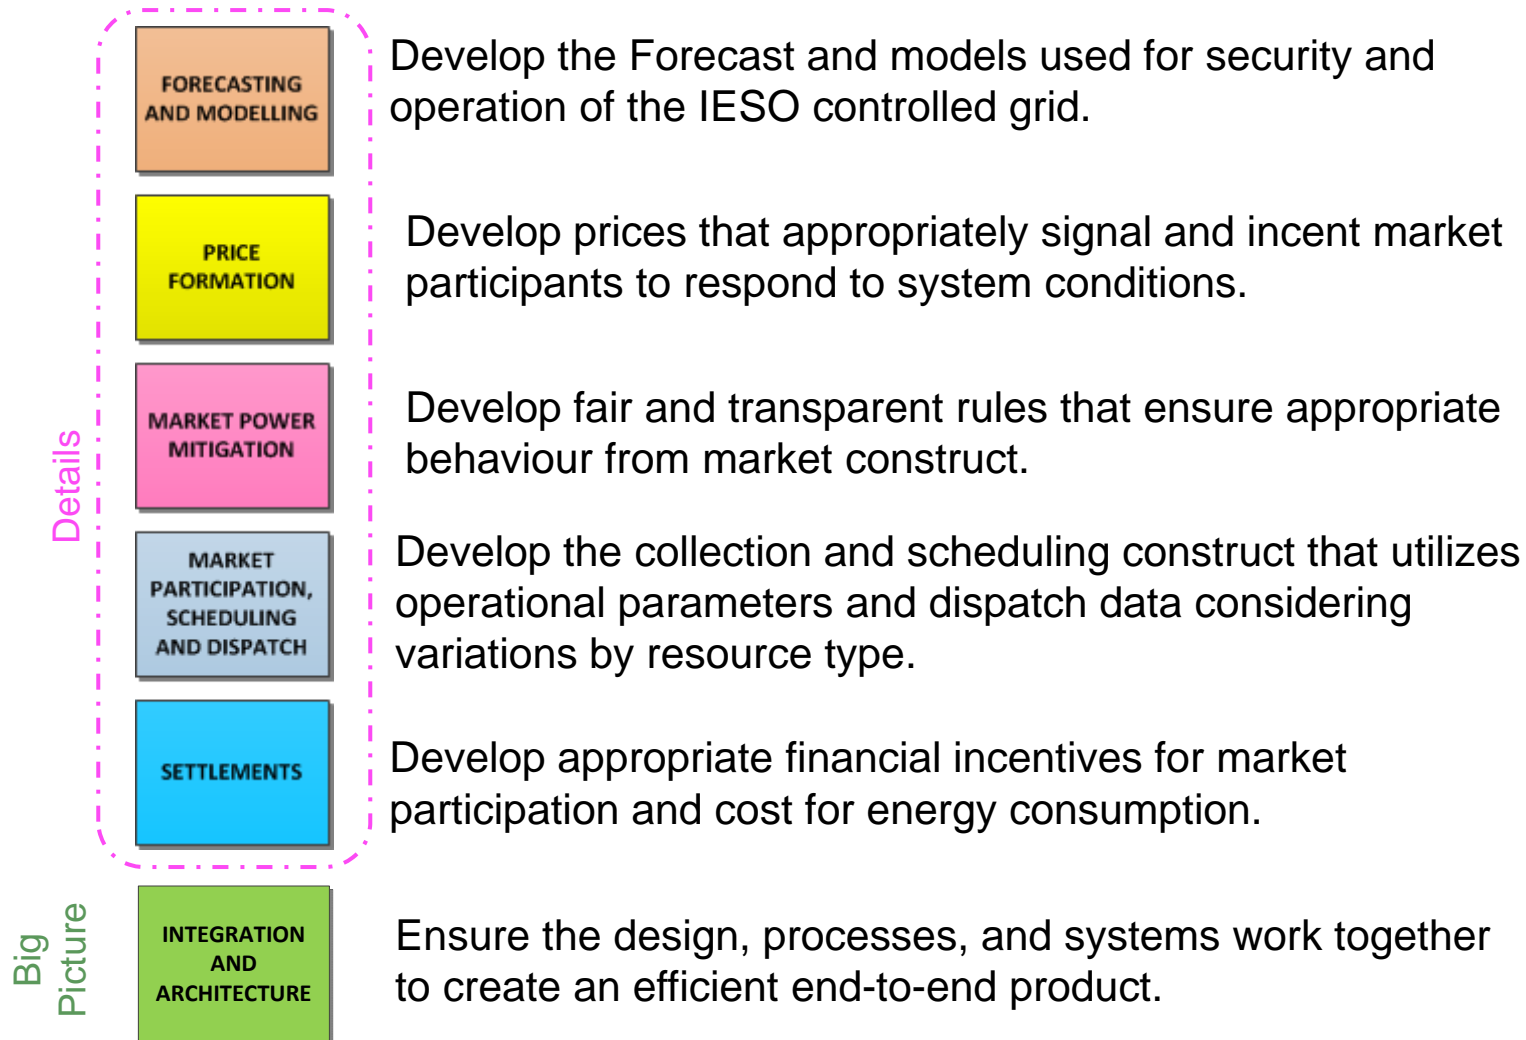 FORECASTING
AND MODELLING
Develop the Forecast and models used for security and
operation of the IESO controlled grid.
PRICE
FORMATION
Develop prices that appropriately signal and incent market
participants to respond to system conditions.
MARKET POWER
MITIGATION
Develop fair and transparent rules that ensure appropriate
behaviour from market construct.
Details
MARKET
PARTICIPATION,
SCHEDULING
AND DISPATCH
Develop the collection and scheduling construct that utilizes
operational parameters and dispatch data considering
variations by resource type.
SETTLEMENTS
Develop appropriate financial incentives for market
participation and cost for energy consumption.
Big
Picture
INTEGRATION
AND
ARCHITECTURE
Ensure the design, processes, and systems work together
to create an efficient end-to-end product.